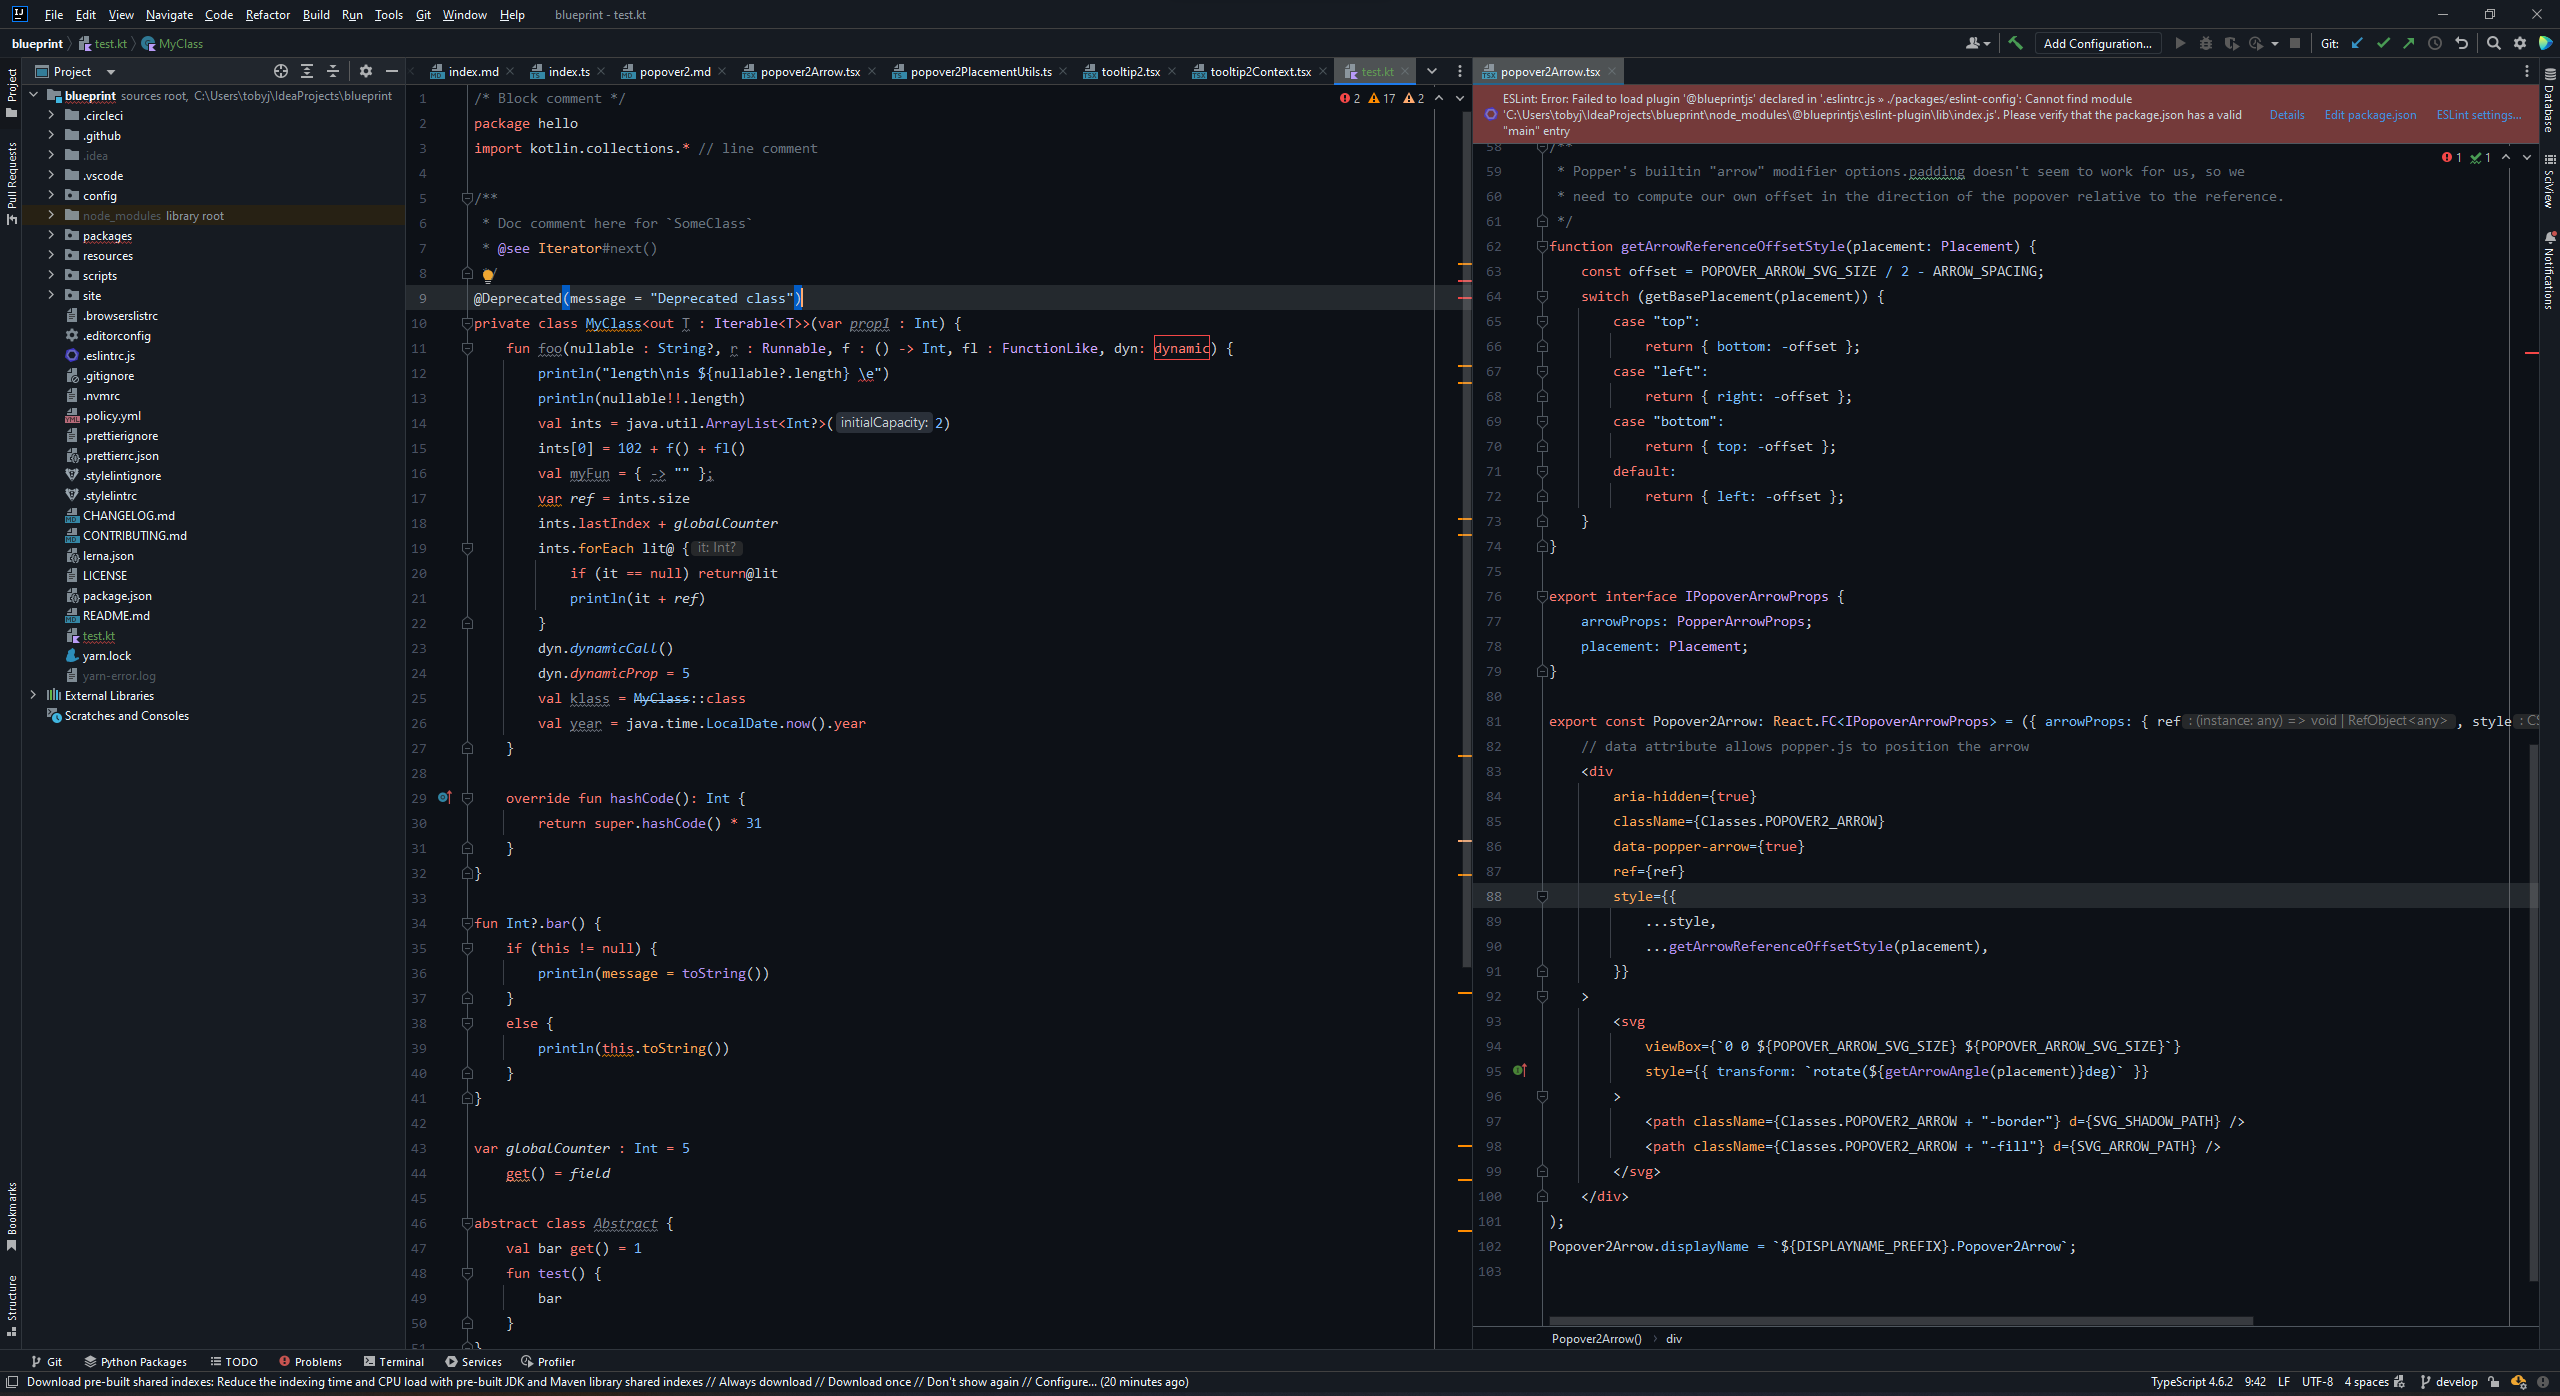 File Edit View Navigate Code Refactor Build Run Tools Git Window Help blueprint - test.kt
blueprint test.kt MyClass
Add Configuration...
Git:
Project
Pull Requests
Bookmarks
Structure
Project
blueprint sources root, C:\Users\tobyj\IdeaProjects\blueprint
.circleci
.github
.idea
.vscode
config
node_modules library root
packages
resources
scripts
site
.browserslistrc
.editorconfig
.eslintrc.js
.gitignore
.nvmrc
.policy.yml
.prettierignore
.prettierrc.json
.stylelintignore
.stylelintrc
CHANGELOG.md
CONTRIBUTING.md
lerna.json
LICENSE
package.json
README.md
test.kt
yarn.lock
yarn-error.log
External Libraries
Scratches and Consoles
index.md index.ts popover2.md popover2Arrow.tsx popover2PlacementUtils.ts tooltip2.tsx tooltip2Context.tsx test.kt
2 17 2
1 /* Block comment */
2 package hello
3 import kotlin.collections.* // line comment
4
5 /**
6 * Doc comment here for `SomeClass`
7 * @see Iterator#next()
8 /
9 @Deprecated(message = "Deprecated class")
10 private class MyClass<out T : Iterable<T>>(var prop1 : Int) {
11 fun foo(nullable : String?, r : Runnable, f : () -> Int, fl : FunctionLike, dyn: dynamic) {
12 println("length\nis ${nullable?.length} \e")
13 println(nullable!!.length)
14 val ints = java.util.ArrayList<Int?>( initialCapacity: 2)
15 ints[0] = 102 + f() + fl()
16 val myFun = { -> "" };
17 var ref = ints.size
18 ints.lastIndex + globalCounter
19 ints.forEach lit@ { it: Int?
20 if (it == null) return@lit
21 println(it + ref)
22 }
23 dyn.dynamicCall()
24 dyn.dynamicProp = 5
25 val klass = MyClass::class
26 val year = java.time.LocalDate.now().year
27 }
28
29 override fun hashCode(): Int {
30 return super.hashCode() * 31
31 }
32 }
33
34 fun Int?.bar() {
35 if (this != null) {
36 println(message = toString())
37 }
38 else {
39 println(this.toString())
40 }
41 }
42
43 var globalCounter : Int = 5
44 get() = field
45
46 abstract class Abstract {
47 val bar get() = 1
48 fun test() {
49 bar
50 }
51 }
popover2Arrow.tsx
ESLint: Error: Failed to load plugin '@blueprintjs' declared in '.eslintrc.js » ./packages/eslint-config': Cannot find module
'C:\Users\tobyj\IdeaProjects\blueprint\node_modules\@blueprintjs\eslint-plugin\lib\index.js'. Please verify that the package.json has a valid
"main" entry
Details Edit package.json ESLint settings...
1 1
58 /**
59 * Popper's builtin "arrow" modifier options.padding doesn't seem to work for us, so we
60 * need to compute our own offset in the direction of the popover relative to the reference.
61 */
62 function getArrowReferenceOffsetStyle(placement: Placement) {
63 const offset = POPOVER_ARROW_SVG_SIZE / 2 - ARROW_SPACING;
64 switch (getBasePlacement(placement)) {
65 case "top":
66 return { bottom: -offset };
67 case "left":
68 return { right: -offset };
69 case "bottom":
70 return { top: -offset };
71 default:
72 return { left: -offset };
73 }
74 }
75
76 export interface IPopoverArrowProps {
77 arrowProps: PopperArrowProps;
78 placement: Placement;
79 }
80
81 export const Popover2Arrow: React.FC<IPopoverArrowProps> = ({ arrowProps: { ref : (instance: any) => void | RefObject<any> , style : CS
82 // data attribute allows popper.js to position the arrow
83 <div
84 aria-hidden={true}
85 className={Classes.POPOVER2_ARROW}
86 data-popper-arrow={true}
87 ref={ref}
88 style={{
89 ...style,
90 ...getArrowReferenceOffsetStyle(placement),
91 }}
92 >
93 <svg
94 viewBox={`0 0 ${POPOVER_ARROW_SVG_SIZE} ${POPOVER_ARROW_SVG_SIZE}`}
95 style={{ transform: `rotate(${getArrowAngle(placement)}deg)` }}
96 >
97 <path className={Classes.POPOVER2_ARROW + "-border"} d={SVG_SHADOW_PATH} />
98 <path className={Classes.POPOVER2_ARROW + "-fill"} d={SVG_ARROW_PATH} />
99 </svg>
100 </div>
101 );
102 Popover2Arrow.displayName = `${DISPLAYNAME_PREFIX}.Popover2Arrow`;
103
Popover2Arrow() div
Database
SciView
Notifications
Git Python Packages TODO Problems Terminal Services Profiler
Download pre-built shared indexes: Reduce the indexing time and CPU load with pre-built JDK and Maven library shared indexes // Always download // Download once // Don't show again // Configure... (20 minutes ago)
TypeScript 4.6.2 9:42 LF UTF-8 4 spaces develop